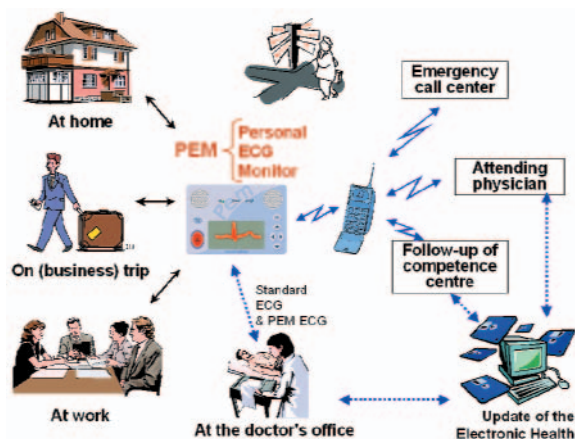 Emergency
call center
At home
PEM
Personal
ECG
Monitor
PEM
Attending
physician
On (business) trip
Follow-up of
competence
centre
Standard
ECG
& PEM ECG
At work
At the doctor's office
Update of the
Electronic Health